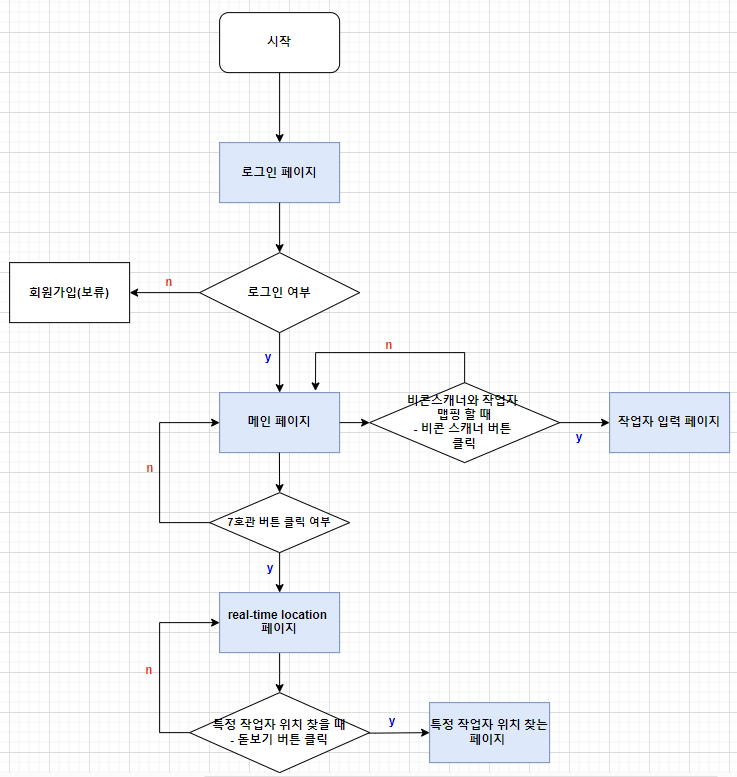 시작
로그인 페이지
로그인 여부
n
회원가입(보류)
y
n
메인 페이지
비콘스캐너와 작업자
맵핑 할 때
- 비콘 스캐너 버튼
클릭
y
작업자 입력 페이지
n
7호관 버튼 클릭 여부
y
real-time location
페이지
n
특정 작업자 위치 찾을 때
- 돋보기 버튼 클릭
y
특정 작업자 위치 찾는
페이지